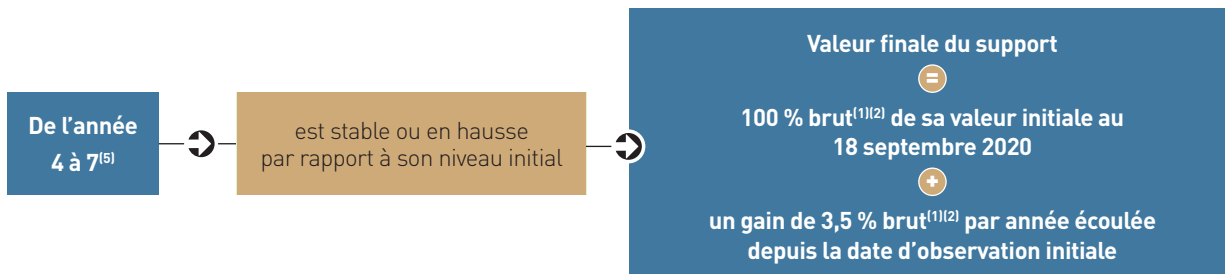 De l’année
4 à 7(5)
est stable ou en hausse
par rapport à son niveau initial
Valeur finale du support
=
100 % brut(1)(2) de sa valeur initiale au
18 septembre 2020
+
un gain de 3,5 % brut(1)(2) par année écoulée
depuis la date d’observation initiale